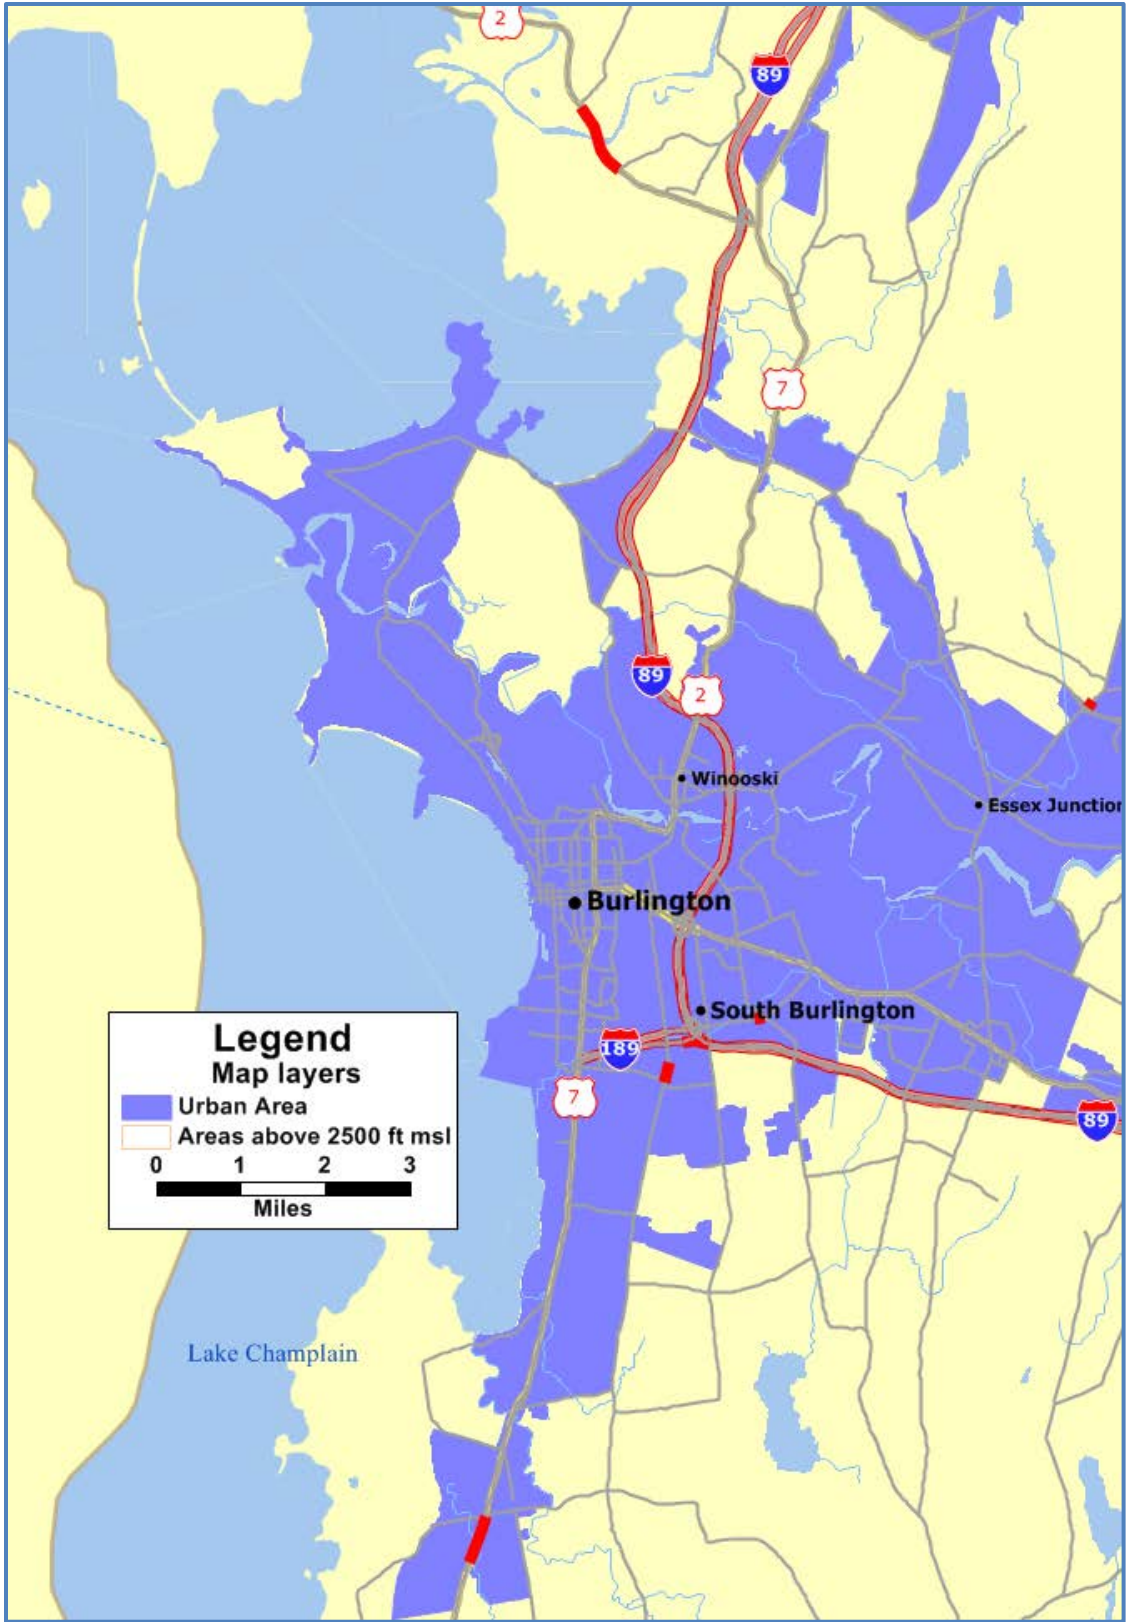 2
89
7
89
2
Winooski
Essex Junction
Burlington
South Burlington
189
7
89
Legend
Map layers
Urban Area
Areas above 2500 ft msl
0 1 2 3
Miles
Lake Champlain